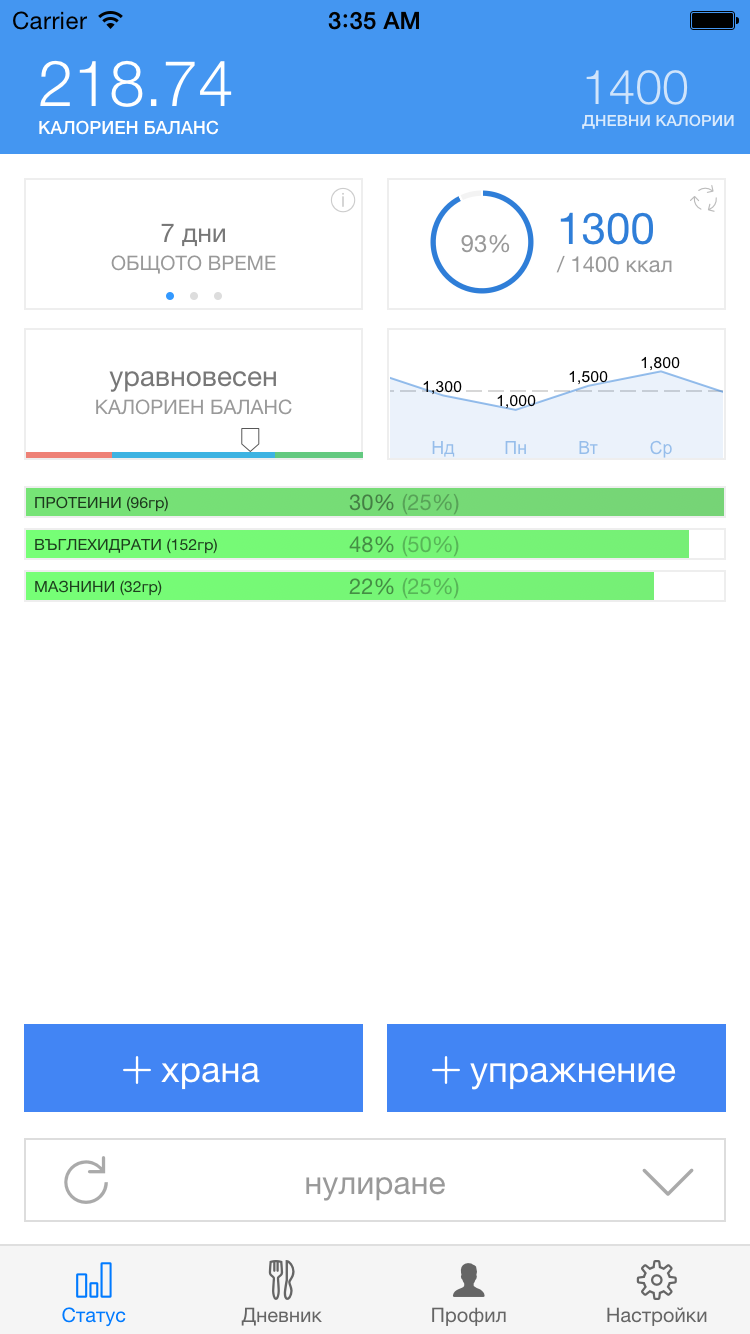 Carrier 3:35 AM
218.74 1400
КАЛОРИЕН БАЛАНС ДНЕВНИ КАЛОРИИ
7 дни
ОБЩОТО ВРЕМЕ
93%
1300
/ 1400 ккал
уравновесен
КАЛОРИЕН БАЛАНС
1,300 1,000 1,500 1,800
Нд Пн Вт Ср
ПРОТЕИНИ (96гр) 30% (25%)
ВЪГЛЕХИДРАТИ (152гр) 48% (50%)
МАЗНИНИ (32гр) 22% (25%)
+ храна + упражнение
нулиране
Статус Дневник Профил Настройки